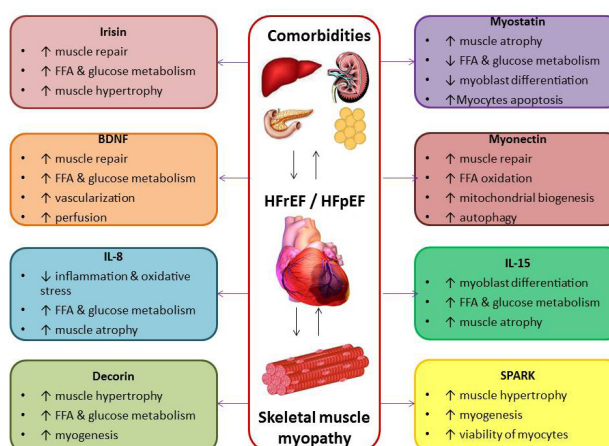 Irisin
• ↑ muscle repair
• ↑ FFA & glucose metabolism
• ↑ muscle hypertrophy
BDNF
• ↑ muscle repair
• ↑ FFA & glucose metabolism
• ↑ vascularization
• ↑ perfusion
IL-8
• ↓ inflammation & oxidative
stress
• ↑ FFA & glucose metabolism
• ↑ muscle atrophy
Decorin
• ↑ muscle hypertrophy
• ↑ FFA & glucose metabolism
• ↑ myogenesis
Comorbidities
HFrEF / HFpEF
Skeletal muscle
myopathy
Myostatin
• ↑ muscle atrophy
• ↓ FFA & glucose metabolism
• ↓ myoblast differentiation
• ↑Myocytes apoptosis
Myonectin
• ↑ muscle repair
• ↑ FFA oxidation
• ↑ mitochondrial biogenesis
• ↑ autophagy
IL-15
• ↑ myoblast differentiation
• ↑ FFA & glucose metabolism
• ↑ muscle atrophy
SPARK
• ↑ muscle hypertrophy
• ↑ myogenesis
• ↑ viability of myocytes